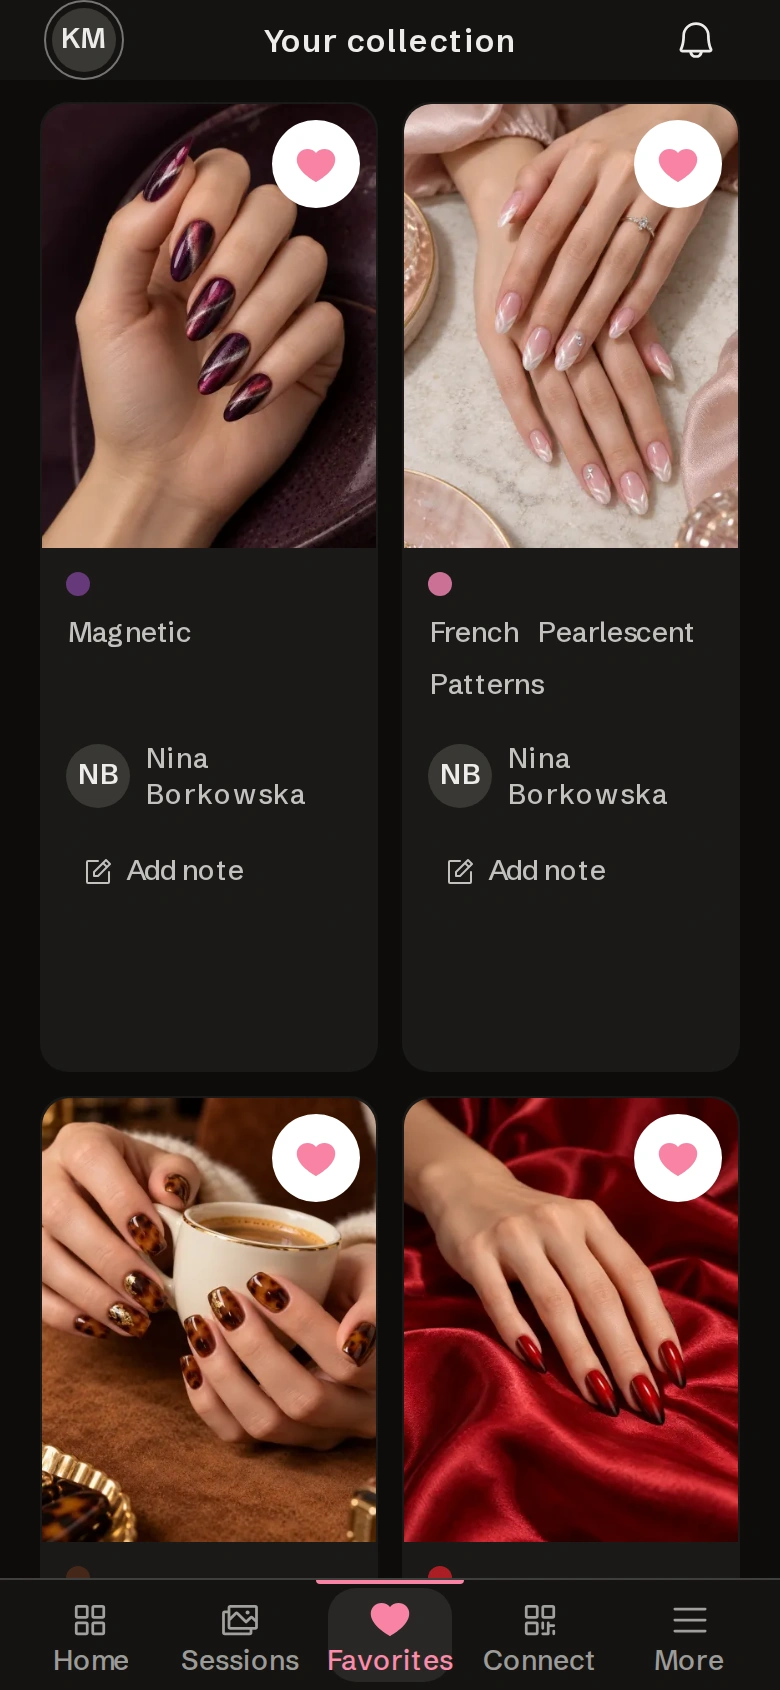 KM
Your collection
Magnetic
French Pearlescent
Patterns
NB
Nina
Borkowska
NB
Nina
Borkowska
Add note
Add note
Home
Sessions
Favorites
Connect
More